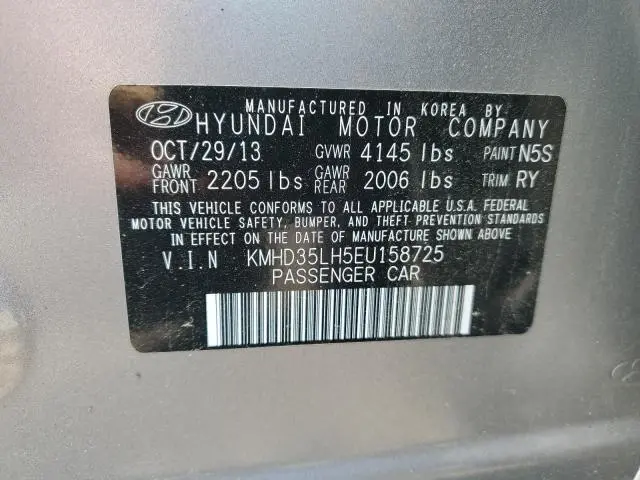 MANUFACTURED IN KOREA BY
HYUNDAI MOTOR COMPANY
OCT/29/13 GVWR 4145 lbs PAINT N5S
GAWR FRONT 2205 lbs GAWR REAR 2006 lbs TRIM RY
THIS VEHICLE CONFORMS TO ALL APPLICABLE U.S.A. FEDERAL
MOTOR VEHICLE SAFETY, BUMPER, AND THEFT PREVENTION STANDARDS
IN EFFECT ON THE DATE OF MANUFACTURE SHOWN ABOVE
V.I.N KMHD35LH5EU158725
PASSENGER CAR